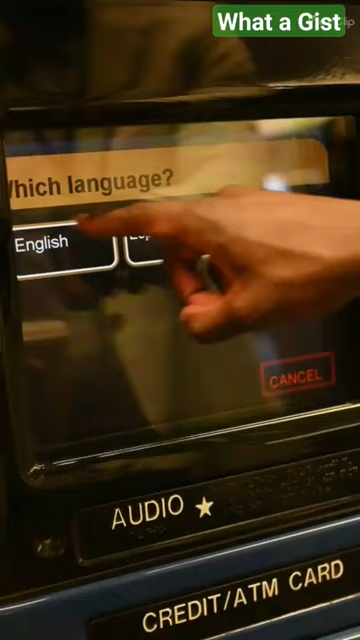 What a Gist
Which language?
English
CANCEL
AUDIO ★
CREDIT/ATM CARD